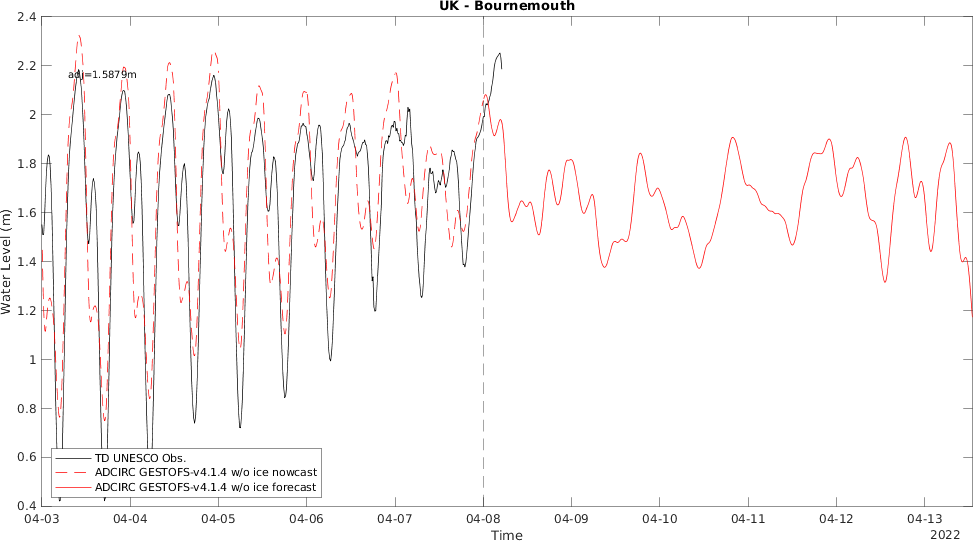 UK - Bournemouth
2.4
2.2
2
1.8
1.6
1.4
1.2
1
0.8
0.6
0.4
Water Level (m)
adj=1.5879m
TD UNESCO Obs.
ADCIRC GESTOFS-v4.1.4 w/o ice nowcast
ADCIRC GESTOFS-v4.1.4 w/o ice forecast
04-03 04-04 04-05 04-06 04-07 04-08 04-09 04-10 04-11 04-12 04-13
Time
2022